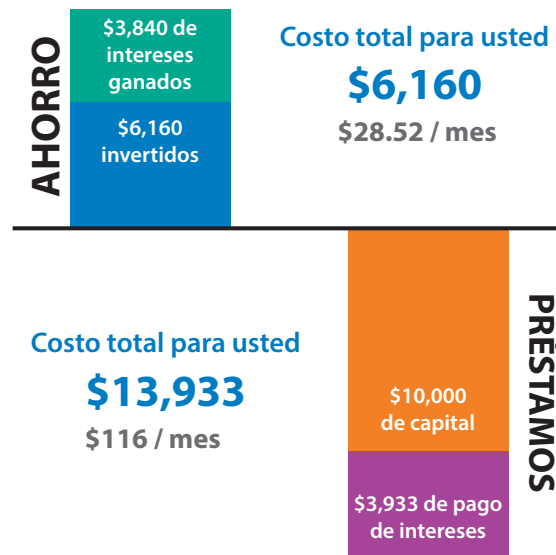 AHORRO
$3,840 de
intereses
ganados
$6,160
invertidos
Costo total para usted
$6,160
$28.52 / mes
Costo total para usted
$13,933
$116 / mes
$10,000
de capital
$3,933 de pago
de intereses
PRÉSTAMOS